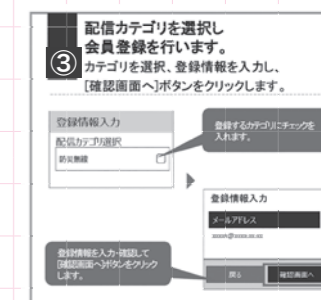 ③
配信カテゴリを選択し
会員登録を行います。
カテゴリを選択、登録情報を入力し、
［確認画面へ］ボタンをクリックします。
登録情報入力
配信カテゴリ選択
防災無線
登録するカテゴリにチェックを
入れます。
登録情報入力
メールアドレス
xxxxx@xxxx.xx.xx
戻る
確認画面へ
登録情報を入力・確認して
［確認画面へ］ボタンをクリック
します。